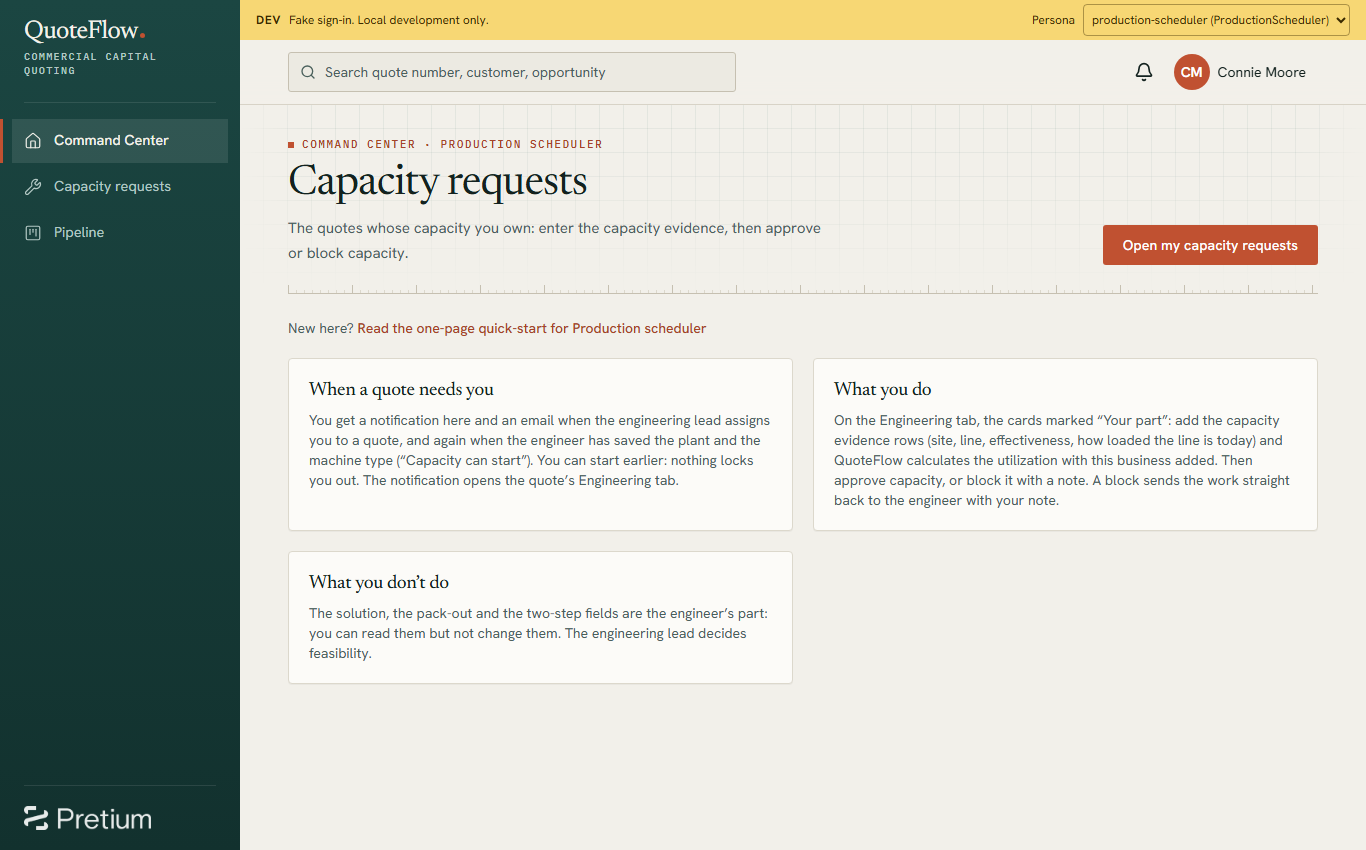 QuoteFlow.
COMMERCIAL CAPITAL
QUOTING
Command Center
Capacity requests
Pipeline
Pretium
DEV Fake sign-in. Local development only.
Persona production-scheduler (ProductionScheduler)
Search quote number, customer, opportunity
CM Connie Moore
COMMAND CENTER · PRODUCTION SCHEDULER
Capacity requests
The quotes whose capacity you own: enter the capacity evidence, then approve
or block capacity.
Open my capacity requests
New here? Read the one-page quick-start for Production scheduler
When a quote needs you
You get a notification here and an email when the engineering lead assigns
you to a quote, and again when the engineer has saved the plant and the
machine type (“Capacity can start”). You can start earlier: nothing locks
you out. The notification opens the quote’s Engineering tab.
What you do
On the Engineering tab, the cards marked “Your part”: add the capacity
evidence rows (site, line, effectiveness, how loaded the line is today) and
QuoteFlow calculates the utilization with this business added. Then
approve capacity, or block it with a note. A block sends the work straight
back to the engineer with your note.
What you don’t do
The solution, the pack-out and the two-step fields are the engineer’s part:
you can read them but not change them. The engineering lead decides
feasibility.